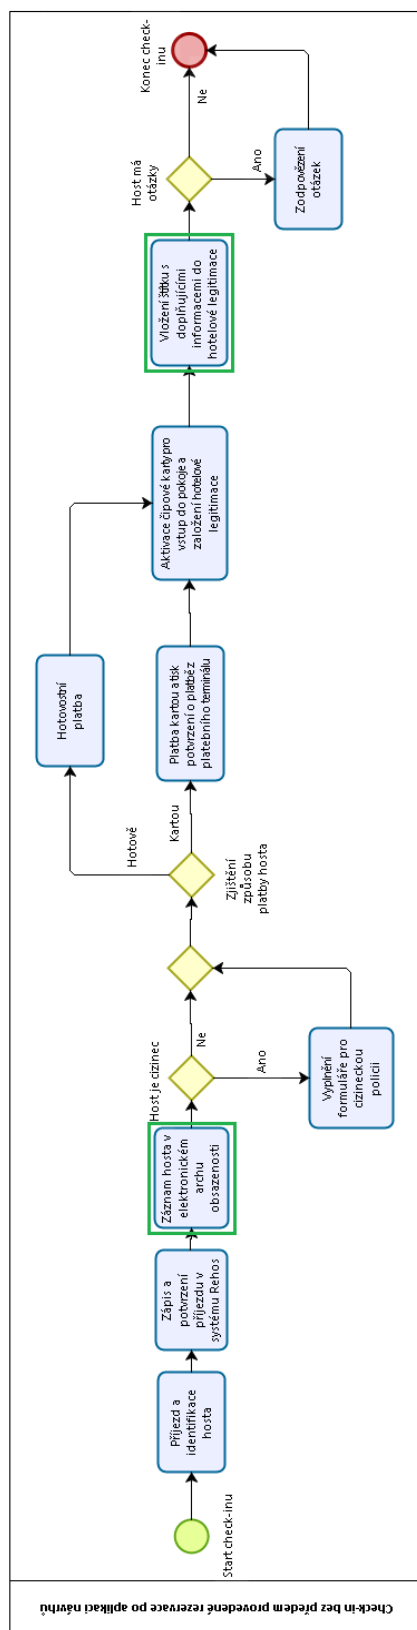 Check-in bez předem provedené rezervace po aplikaci návrhů
Start check-inu
Příjezd a
identifikace
hosta
Zápis a
potvrzení
příjezdu v
systému Rehos
Záznam hosta v
elektronickém
archu
obsazenosti
Host je cizinec
Ne
Ano
Vyplnění
formuláře pro
cizineckou
policii
Zjištění
způsobu
platby hosta
Hotově
Kartou
Hotovostní
platba
Platba kartou a tisk
potvrzení o platbě z
platebního terminálu
Aktivace čipové karty pro
vstup do pokoje a
založení hotelové
legitimace
Vložení štítku s
doplňujícími
informacemi do
hotelové legitimace
Host má
otázky
Ne
Ano
Zodpovězení
otázek
Konec check-
inu